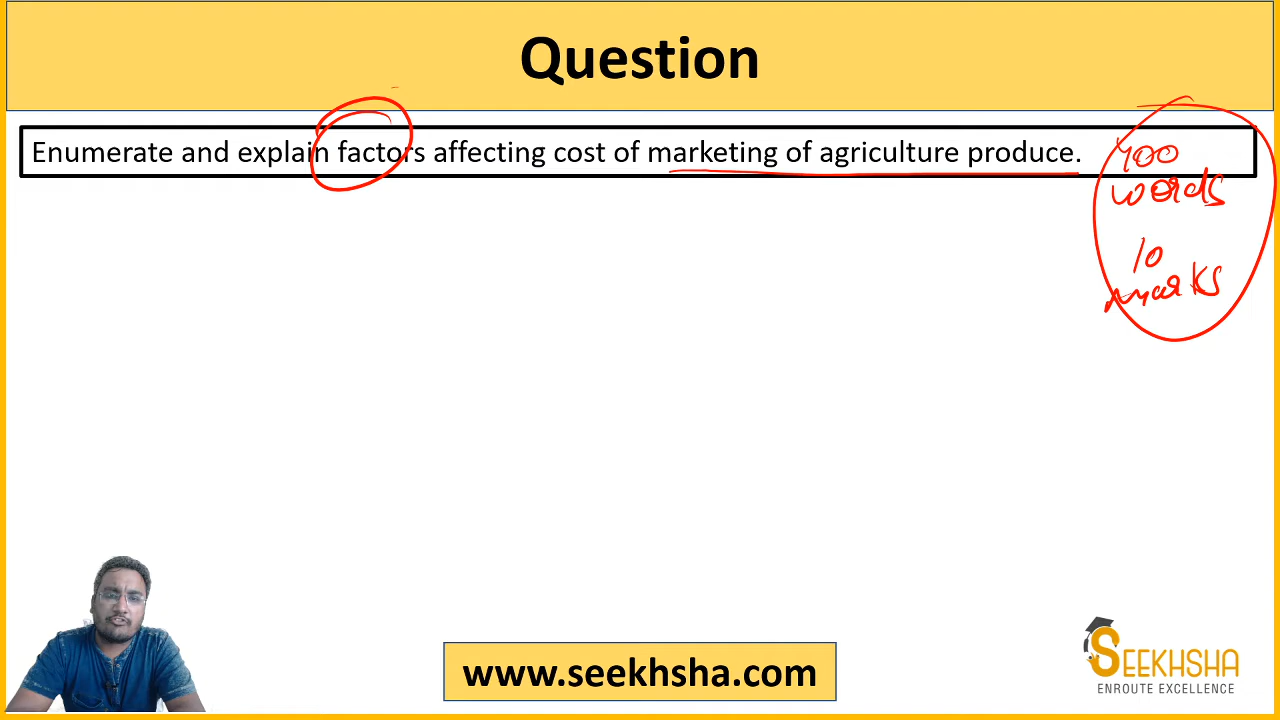 Question
Enumerate and explain factors affecting cost of marketing of agriculture produce.
400
words
10
marks
www.seekhsha.com
SEEKHSHA
ENROUTE EXCELLENCE